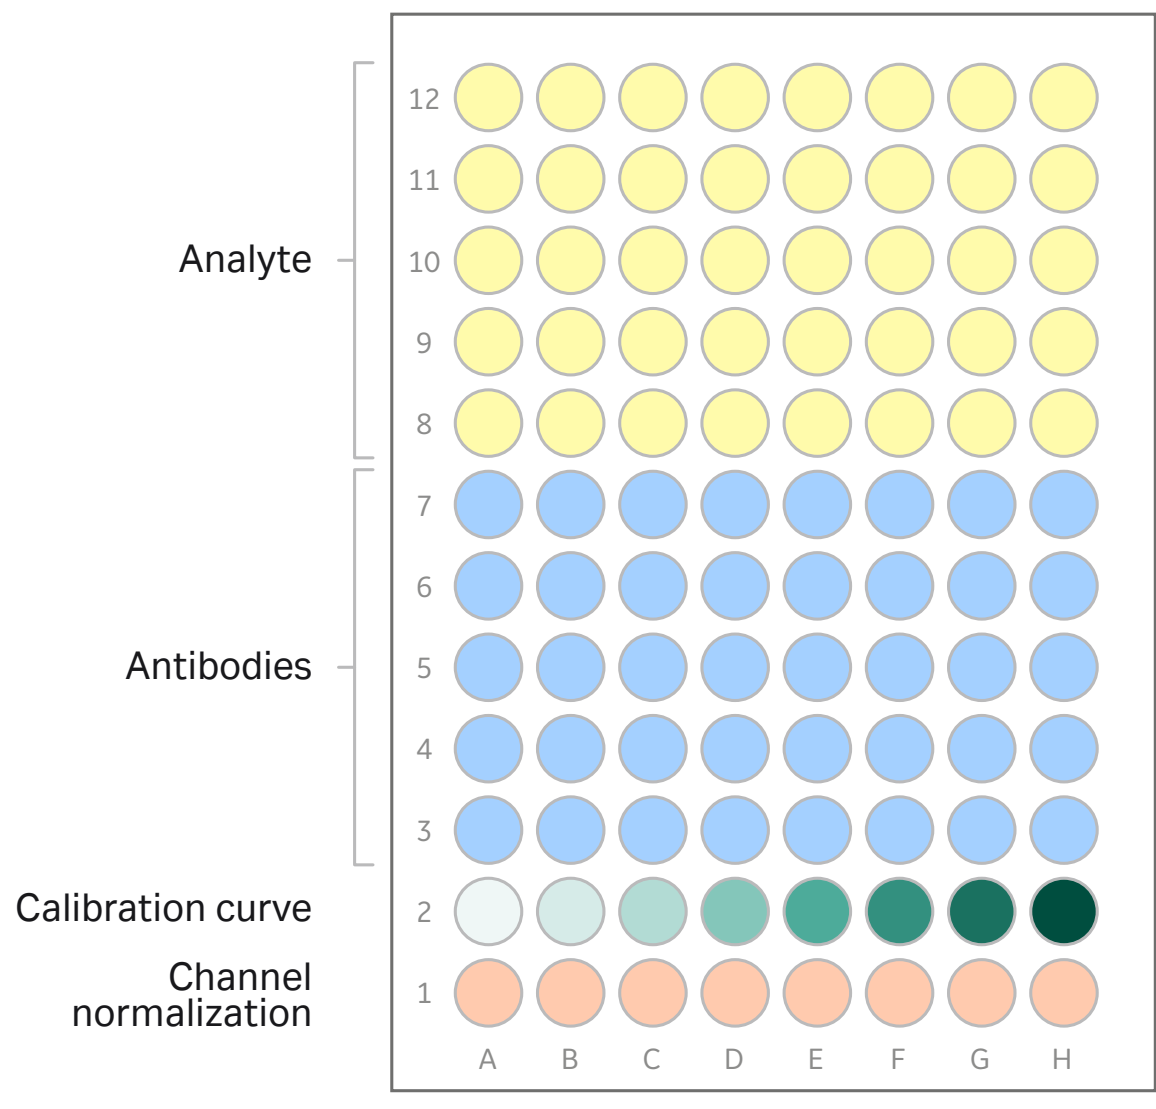 12
11
Analyte
10
9
8
7
6
Antibodies
5
4
3
Calibration curve
2
Channel
normalization
1
A B C D E F G H